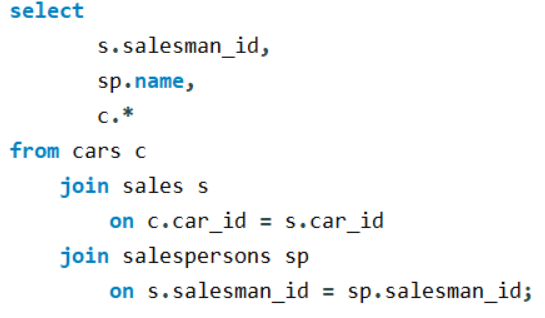 select
s.salesman_id,
sp.name,
c.*
from cars c
join sales s
on c.car_id = s.car_id
join salespersons sp
on s.salesman_id = sp.salesman_id;